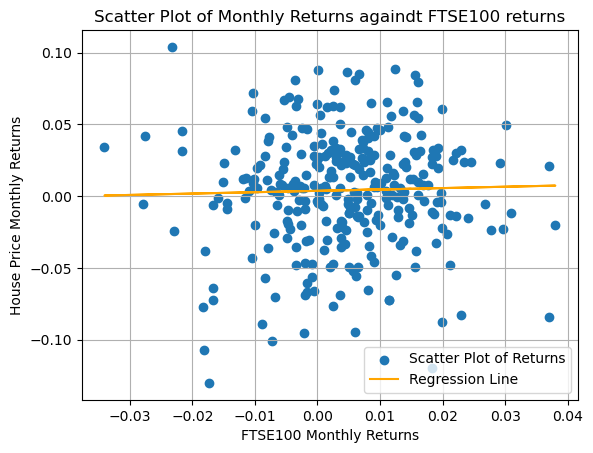 Scatter Plot of Monthly Returns againdt FTSE100 returns
House Price Monthly Returns
0.10
0.05
0.00
−0.05
−0.10
Scatter Plot of Returns
Regression Line
−0.03
−0.02
−0.01
0.00
0.01
0.02
0.03
0.04
FTSE100 Monthly Returns